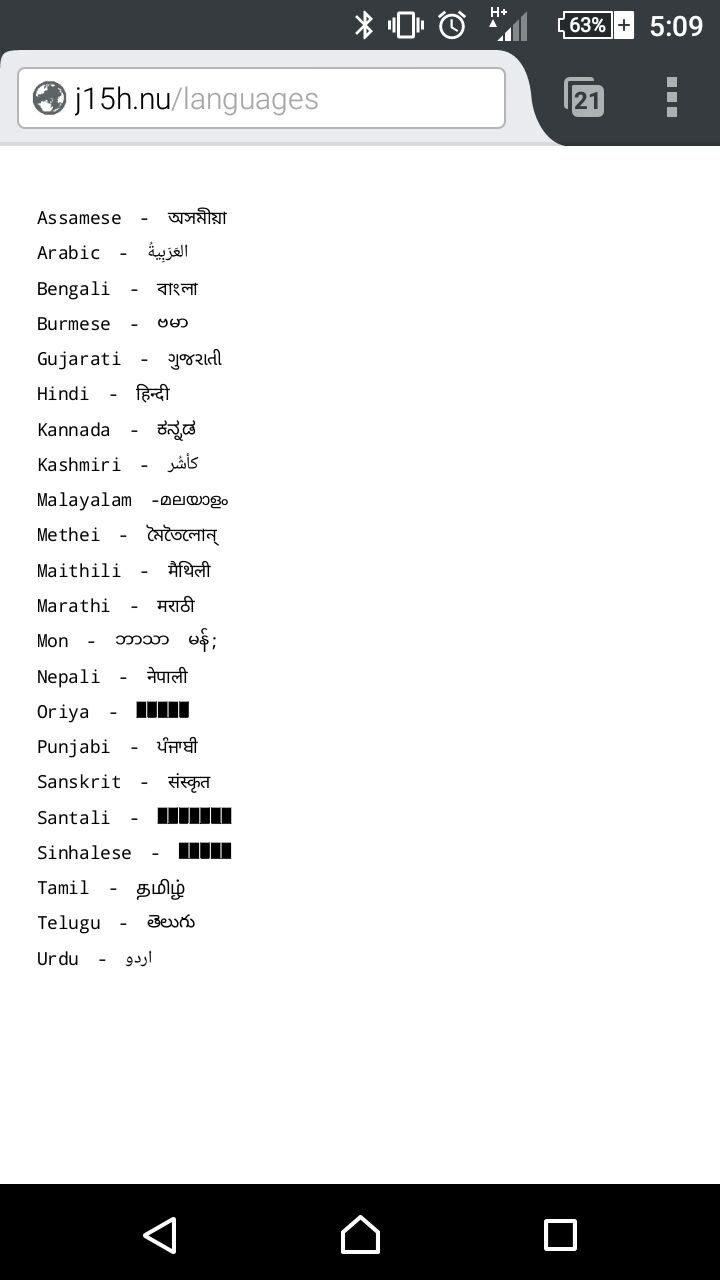 H+
63%
5:09
j15h.nu/languages
21
Assamese - অসমীয়া
Arabic - العَرَبِيةُ
Bengali - বাংলা
Burmese - ဗမာ
Gujarati - ગુજરાતી
Hindi - हिन्दी
Kannada - ಕನ್ನಡ
Kashmiri - كأشُر
Malayalam -മലയാളം
Methei - মৈতৈলোন্
Maithili - मैथिली
Marathi - मराठी
Mon - ဘာသာ မန်;
Nepali - नेपाली
Oriya -
Punjabi - ਪੰਜਾਬੀ
Sanskrit - संस्कृत
Santali -
Sinhalese -
Tamil - தமிழ்
Telugu - తెలుగు
Urdu - اردو